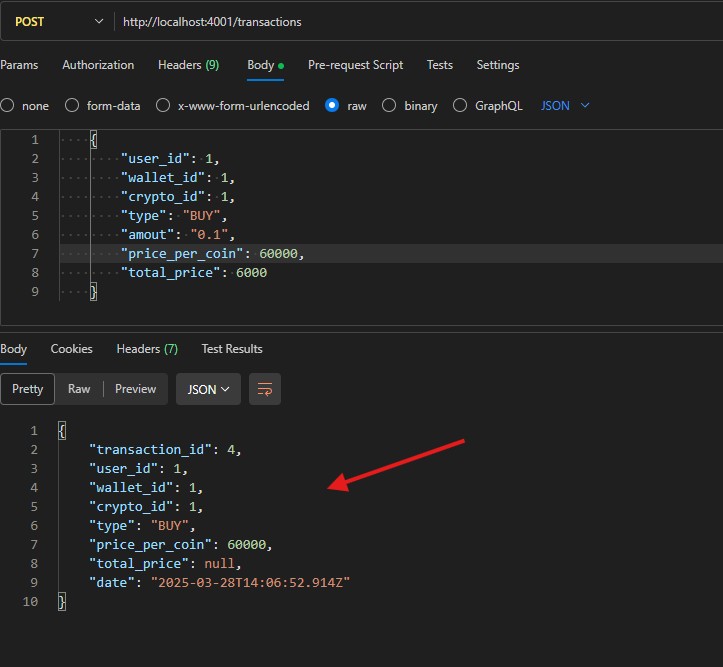 POST http://localhost:4001/transactions
Params Authorization Headers (9) Body Pre-request Script Tests Settings
none form-data x-www-form-urlencoded raw binary GraphQL JSON
1 {
2 "user_id": 1,
3 "wallet_id": 1,
4 "crypto_id": 1,
5 "type": "BUY",
6 "amout": "0.1",
7 "price_per_coin": 60000,
8 "total_price": 6000
9 }
Body Cookies Headers (7) Test Results
Pretty Raw Preview JSON
1 {
2 "transaction_id": 4,
3 "user_id": 1,
4 "wallet_id": 1,
5 "crypto_id": 1,
6 "type": "BUY",
7 "price_per_coin": 60000,
8 "total_price": null,
9 "date": "2025-03-28T14:06:52.914Z"
10 }